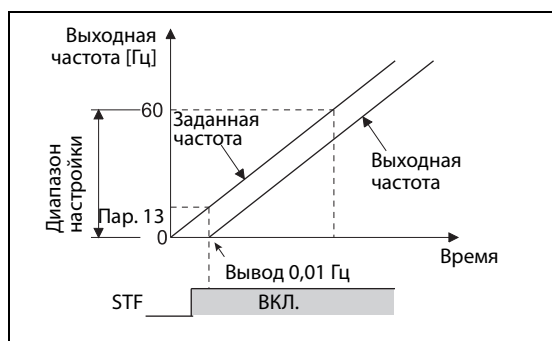 Выходная
частота [Гц]
60
Заданная
частота
Выходная
частота
Диапазон
настройки
Пар. 13
0
Время
Вывод 0,01 Гц
STF
ВКЛ.